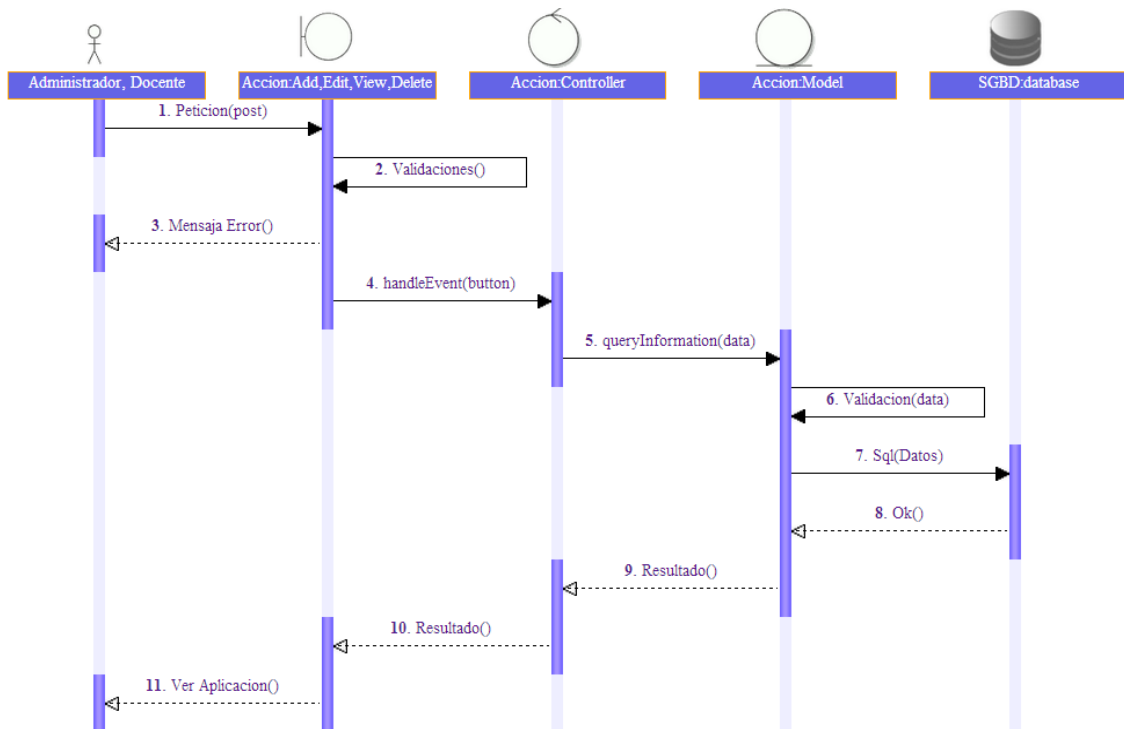 Administrador, Docente
Accion:Add,Edit,View,Delete
Accion:Controller
Accion:Model
SGBD:database
1. Peticion(post)
2. Validaciones()
3. Mensaja Error()
4. handleEvent(button)
5. queryInformation(data)
6. Validacion(data)
7. Sql(Datos)
8. Ok()
9. Resultado()
10. Resultado()
11. Ver Aplicacion()